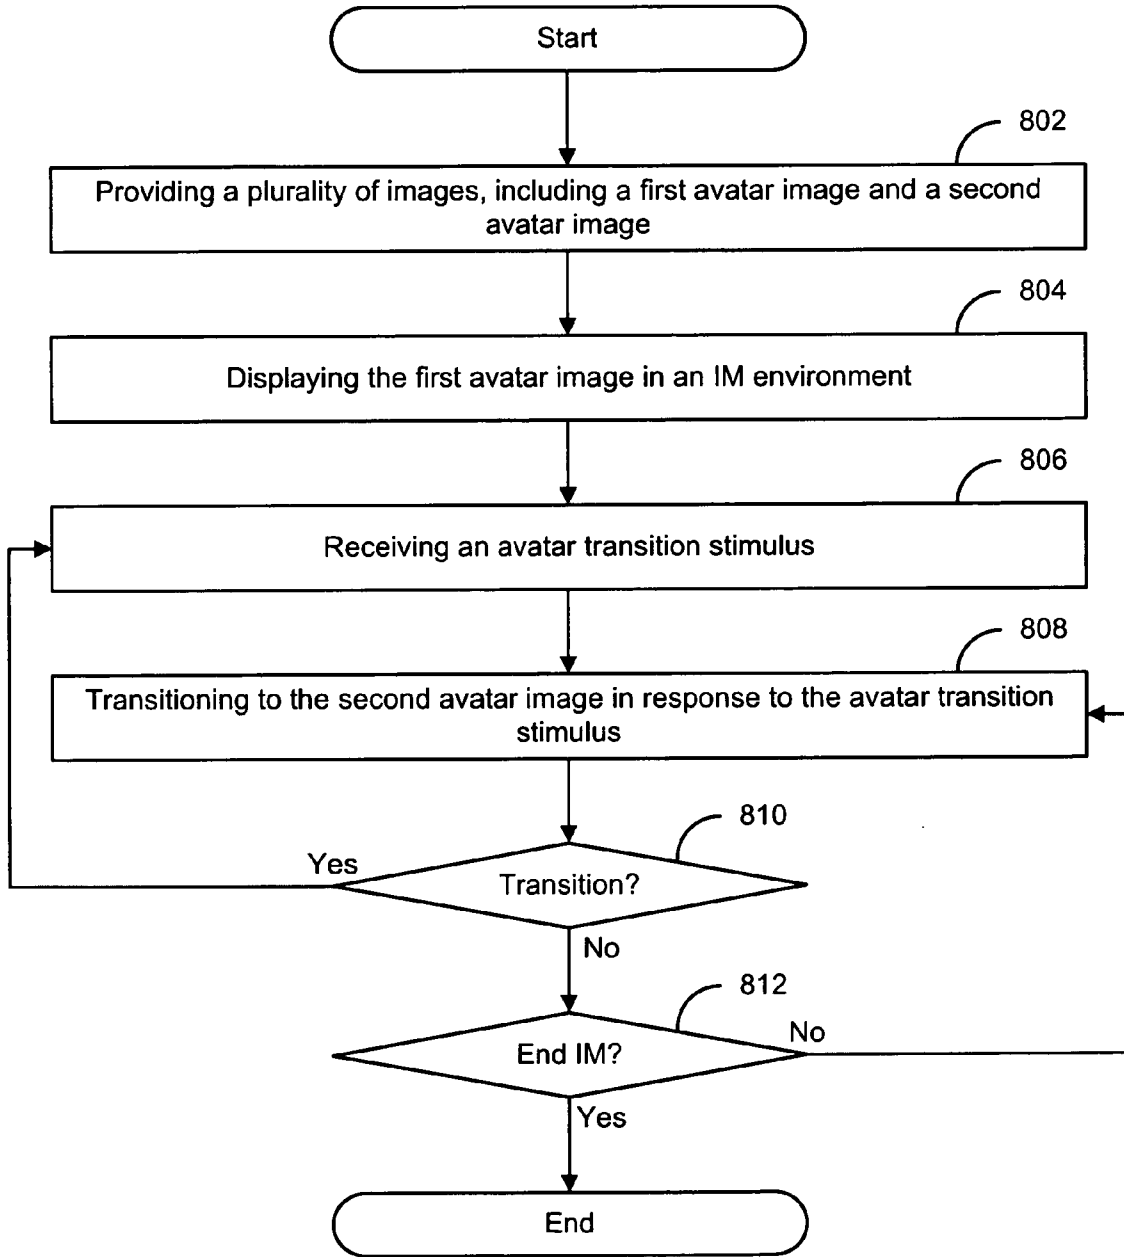 Start
802
Providing a plurality of images, including a first avatar image and a second
avatar image
804
Displaying the first avatar image in an IM environment
806
Receiving an avatar transition stimulus
808
Transitioning to the second avatar image in response to the avatar transition
stimulus
810
Yes
Transition?
No
812
No
End IM?
Yes
End